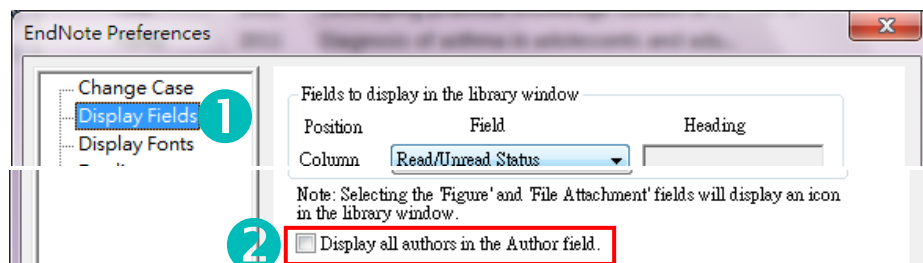 EndNote Preferences
Change Case
Display Fields
Display Fonts
1
Fields to display in the library window
Position Field Heading
Column Read/Unread Status
Note: Selecting the 'Figure' and 'File Attachment' fields will display an icon
in the library window.
2
Display all authors in the Author field.